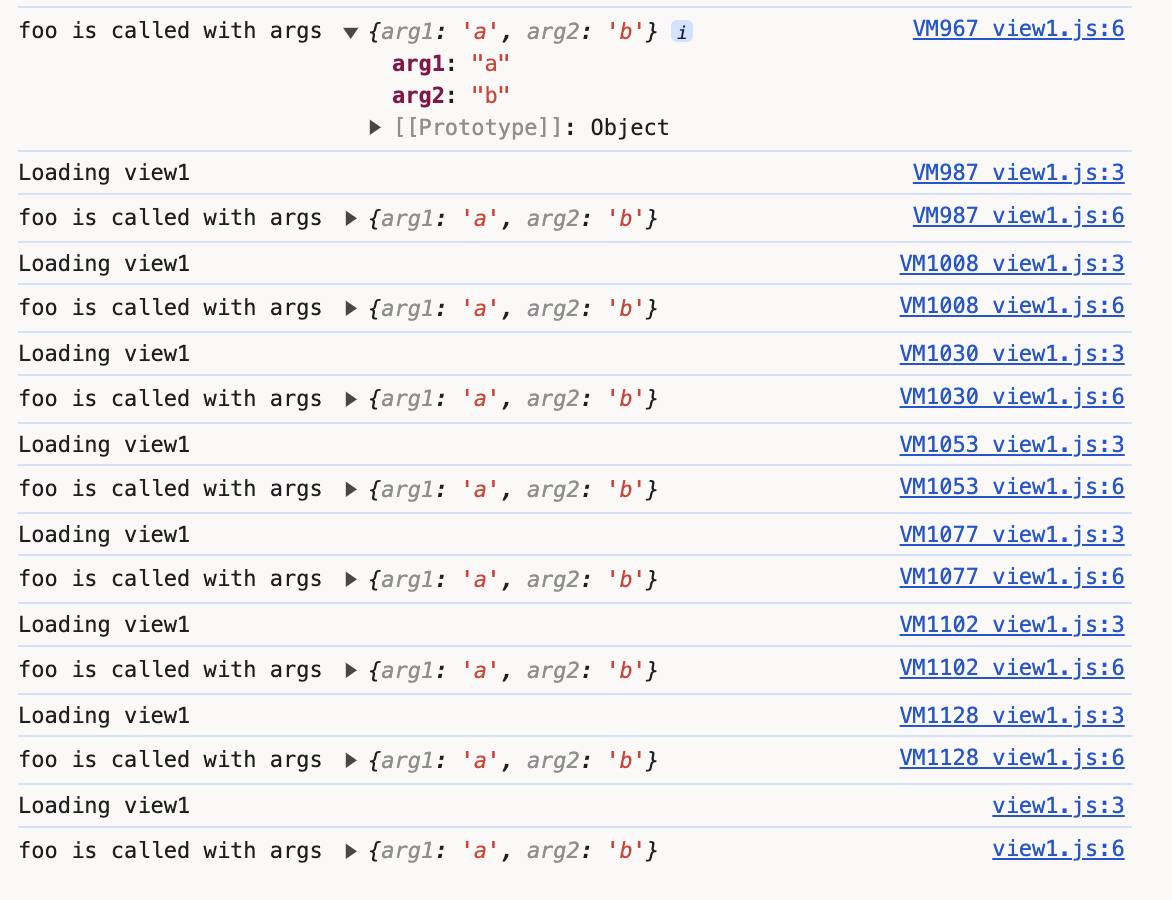 foo is called with args ▼ {arg1: 'a', arg2: 'b'} i VM967 view1.js:6
arg1: "a"
arg2: "b"
▶ [[Prototype]]: Object
Loading view1 VM987 view1.js:3
foo is called with args ▶ {arg1: 'a', arg2: 'b'} VM987 view1.js:6
Loading view1 VM1008 view1.js:3
foo is called with args ▶ {arg1: 'a', arg2: 'b'} VM1008 view1.js:6
Loading view1 VM1030 view1.js:3
foo is called with args ▶ {arg1: 'a', arg2: 'b'} VM1030 view1.js:6
Loading view1 VM1053 view1.js:3
foo is called with args ▶ {arg1: 'a', arg2: 'b'} VM1053 view1.js:6
Loading view1 VM1077 view1.js:3
foo is called with args ▶ {arg1: 'a', arg2: 'b'} VM1077 view1.js:6
Loading view1 VM1102 view1.js:3
foo is called with args ▶ {arg1: 'a', arg2: 'b'} VM1102 view1.js:6
Loading view1 VM1128 view1.js:3
foo is called with args ▶ {arg1: 'a', arg2: 'b'} VM1128 view1.js:6
Loading view1 view1.js:3
foo is called with args ▶ {arg1: 'a', arg2: 'b'} view1.js:6